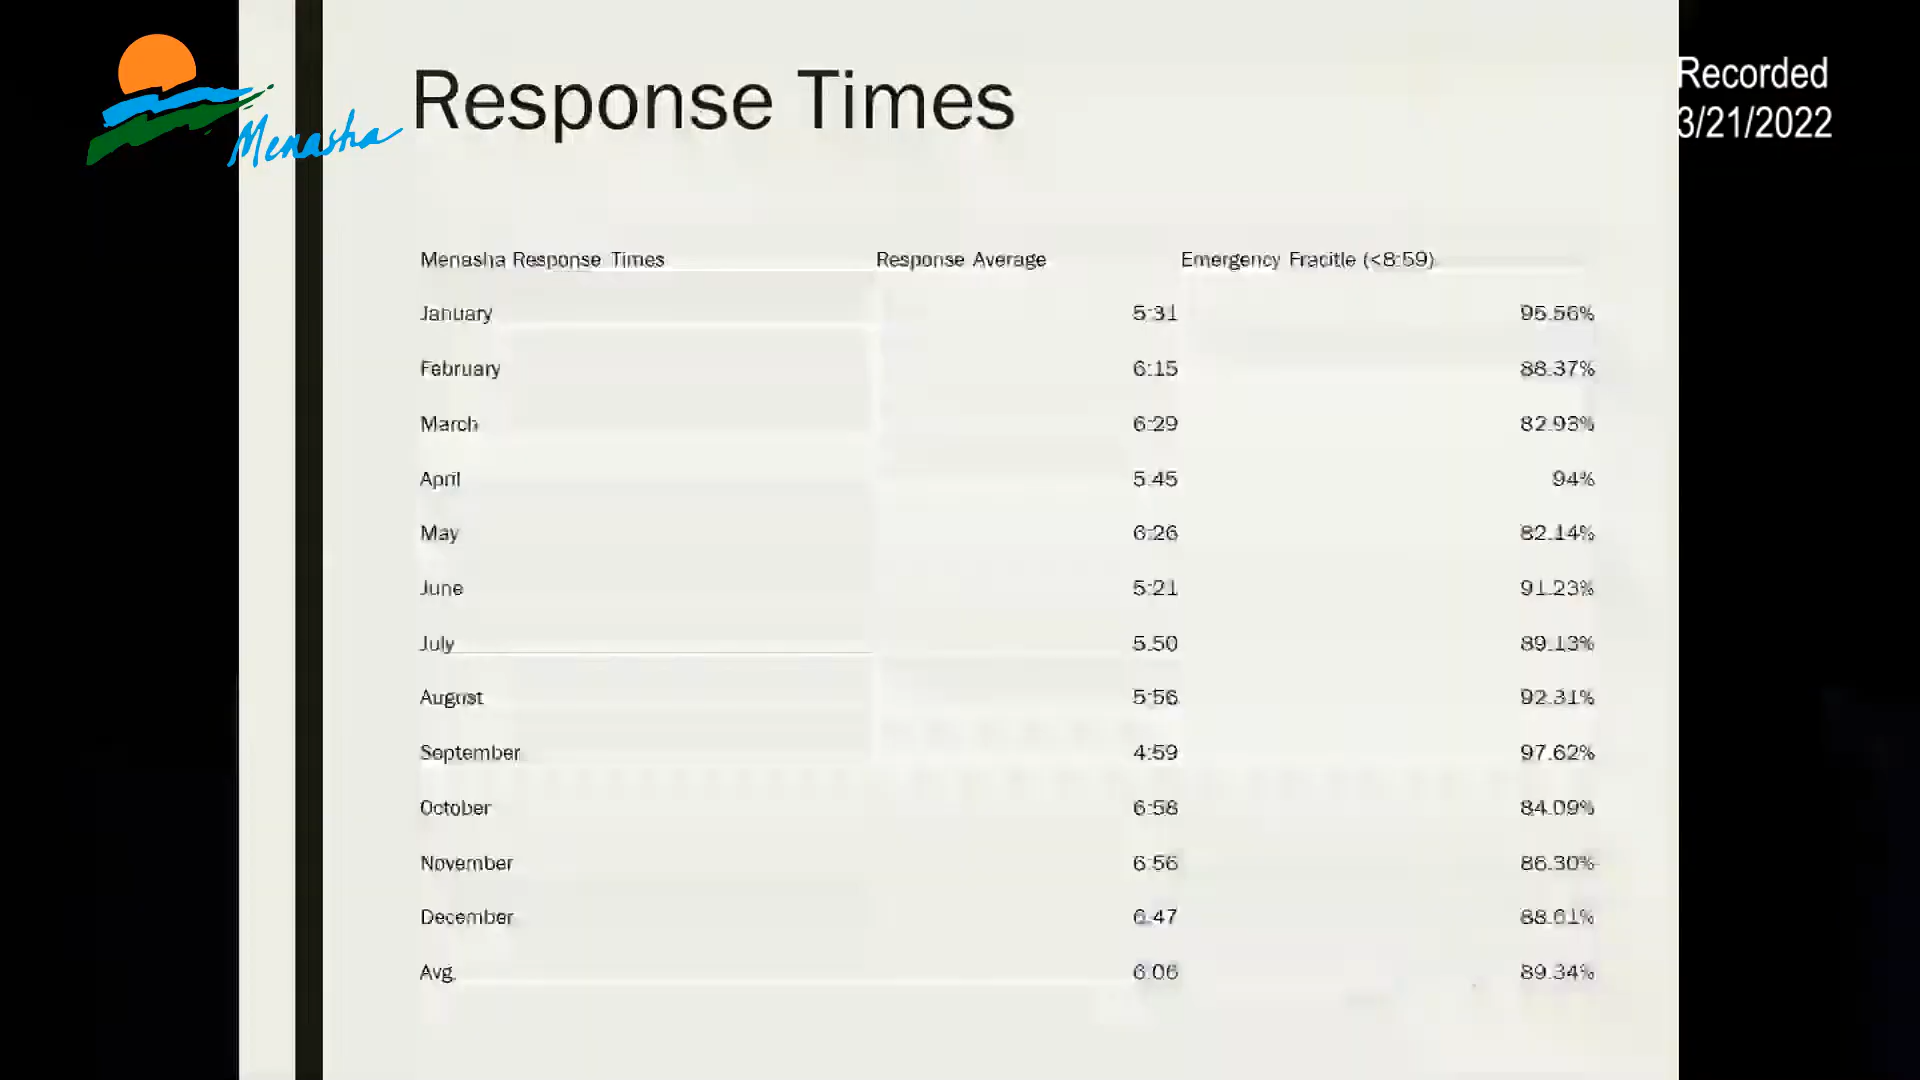 Menasha
Response Times
Recorded
3/21/2022
Menasha Response Times Response Average Emergency Fracitle (<8:59)
January 5:31 95.56%
February 6:15 88.37%
March 6:29 82.93%
April 5:45 94%
May 6:26 82.14%
June 5:21 91.23%
July 5:50 89.13%
August 5:56 92.31%
September 4:59 97.62%
October 6:58 84.09%
November 6:56 86.30%
December 6:47 88.61%
Avg. 6:06 89.34%